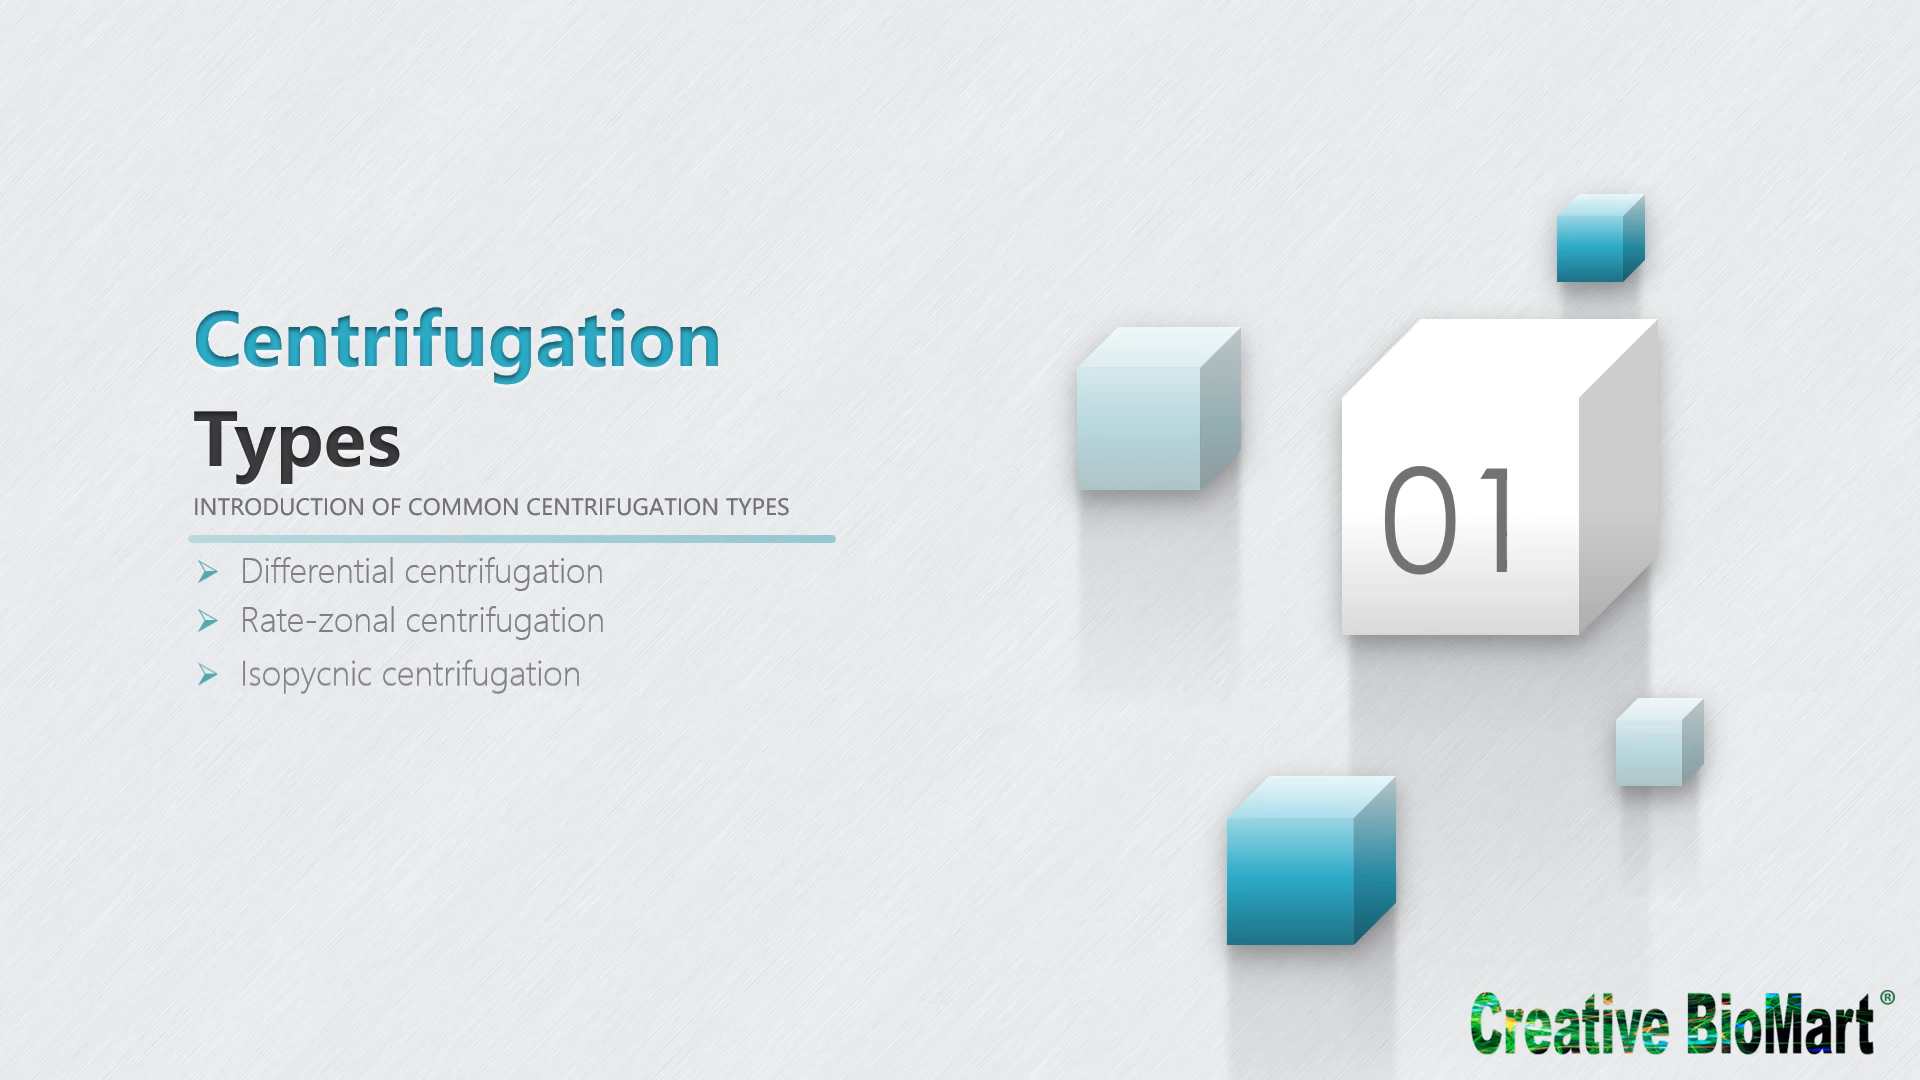 Centrifugation
Types
INTRODUCTION OF COMMON CENTRIFUGATION TYPES
Differential centrifugation
Rate-zonal centrifugation
Isopycnic centrifugation
01
Creative BioMart®